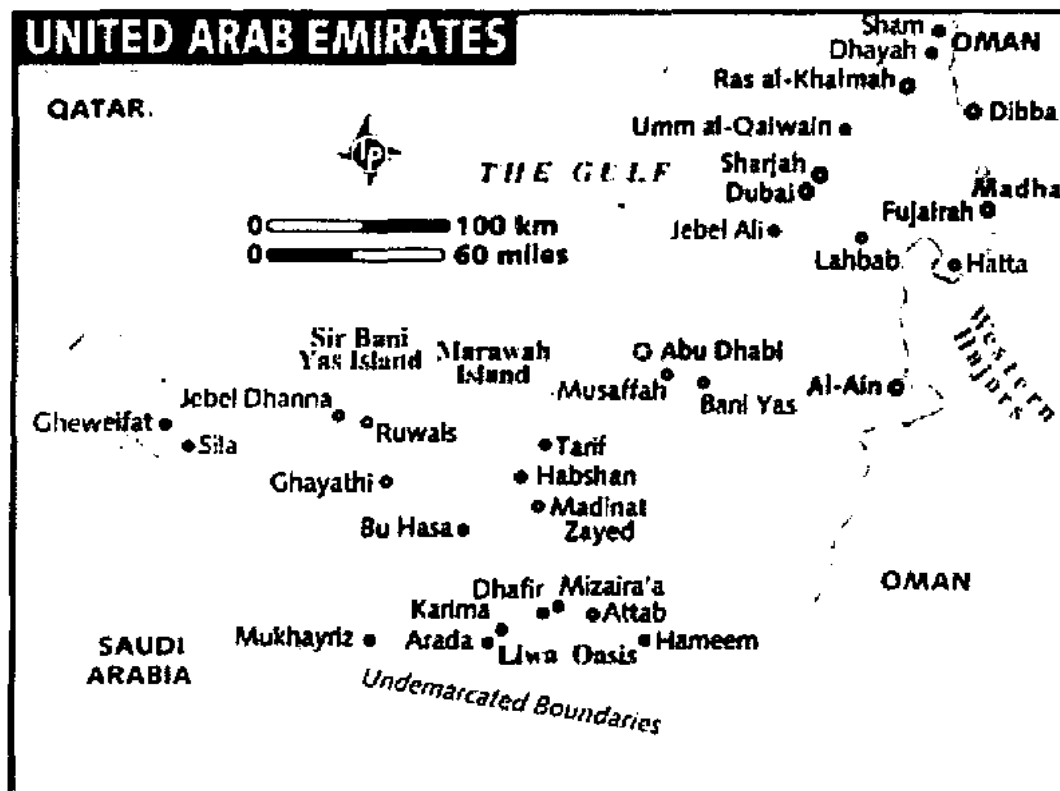 UNITED ARAB EMIRATES
Sham
Dhayah
OMAN
Ras al-Khaimah
QATAR
Dibba
Umm al-Qaiwain
LP
THE GULF
Sharjah
Dubai
Madha
Fujairah
0 100 km
0 60 miles
Jebel Ali
Lahbab
Hatta
Western
Hajars
Sir Bani
Yas Island
Marawah
Island
Abu Dhabi
Musaffah
Bani Yas
Al-Ain
Jebel Dhanna
Gheweifat
Ruwais
Sila
Tarif
Ghayathi
Habshan
Madinat
Zayed
Bu Hasa
OMAN
Dhafir
Mizaira'a
Karima
Attab
SAUDI
ARABIA
Mukhayriz
Arada
Liwa Oasis
Hameem
Undemarcated Boundaries